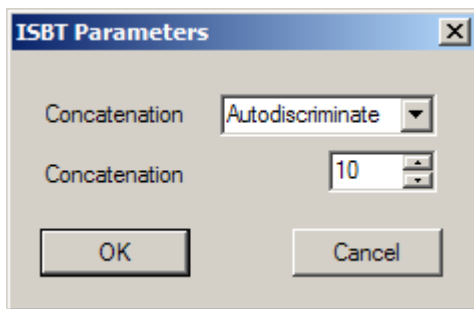 ISBT Parameters
Concatenation Autodiscriminate
Concatenation 10
OK Cancel